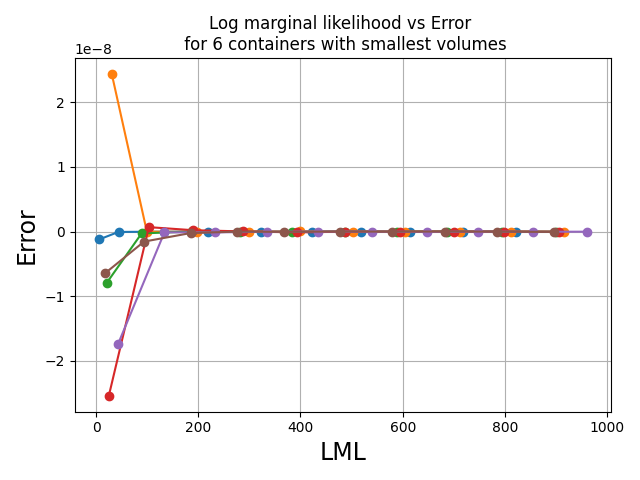 Log marginal likelihood vs Error
for 6 containers with smallest volumes
1e−8
2
1
0
−1
−2
Error
0 200 400 600 800 1000
LML